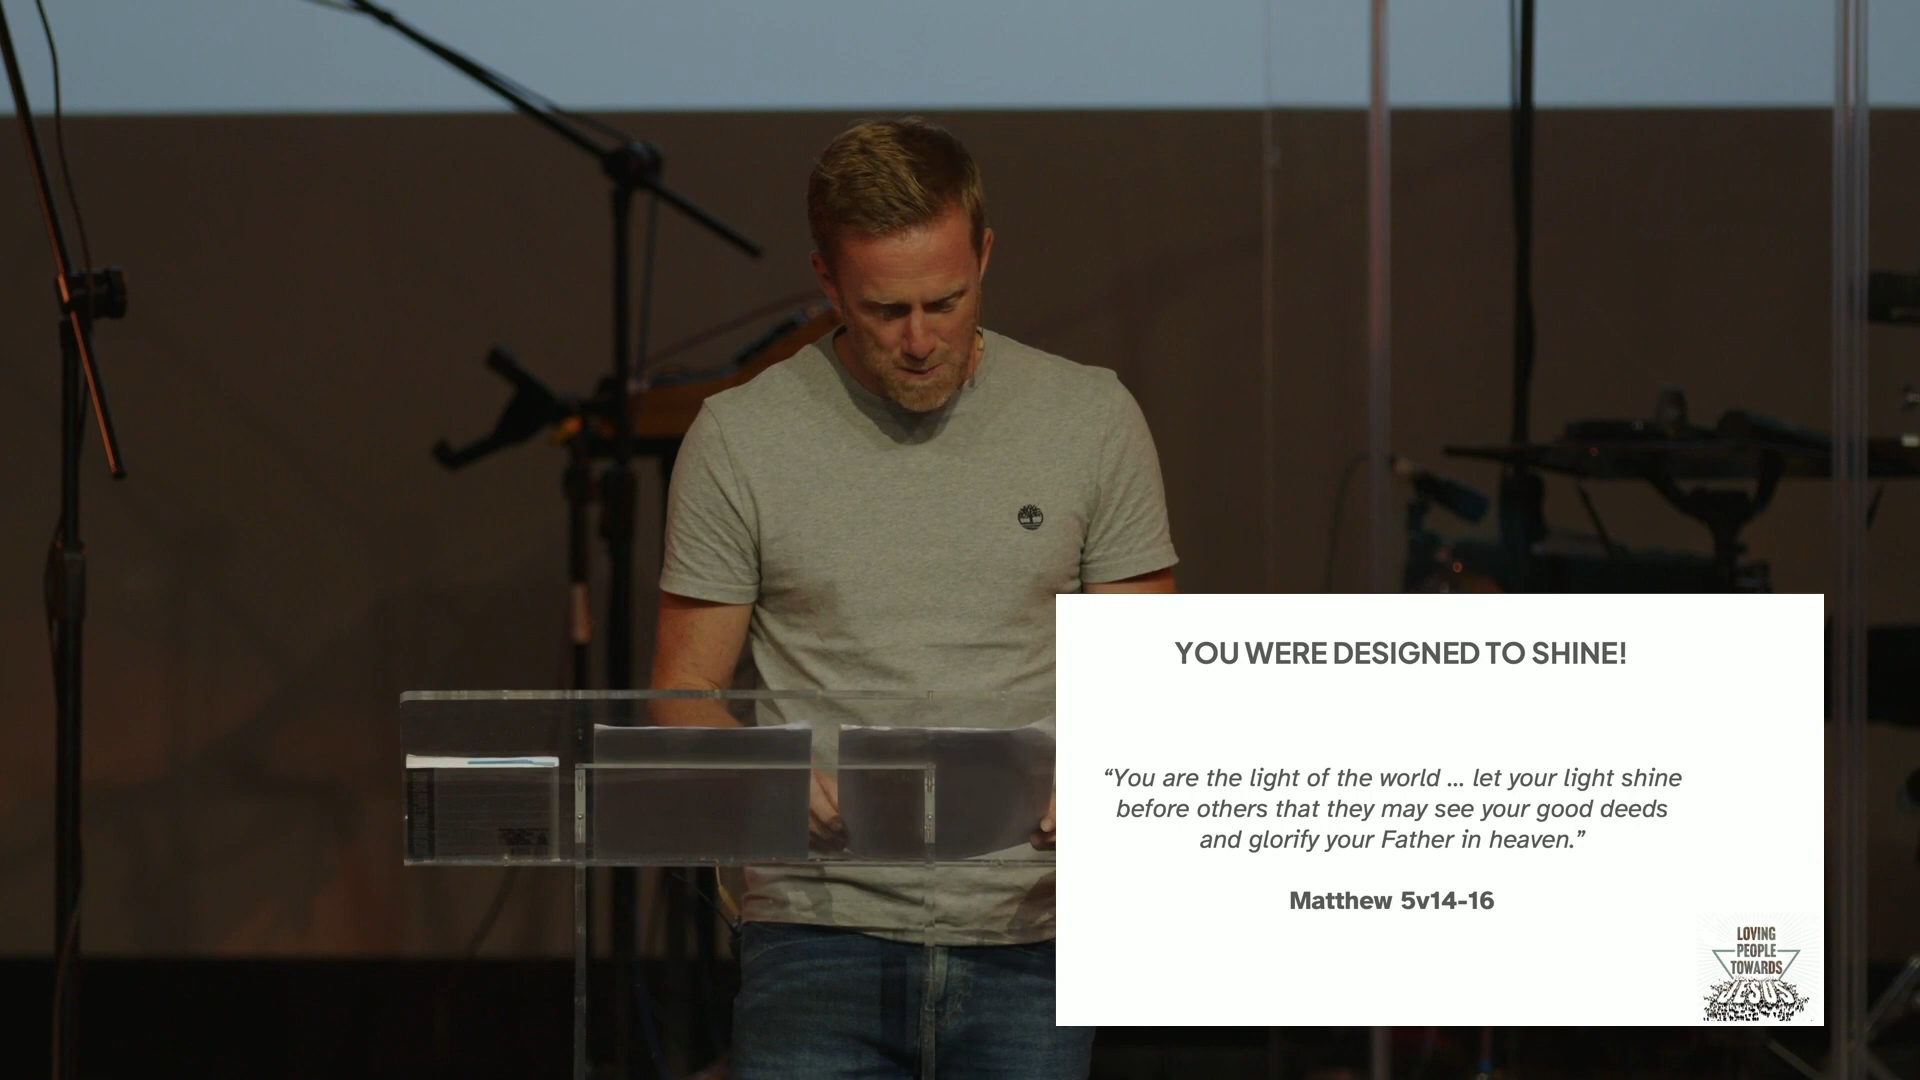 YOU WERE DESIGNED TO SHINE!
“You are the light of the world ... let your light shine
before others that they may see your good deeds
and glorify your Father in heaven.”
Matthew 5v14-16
LOVING
PEOPLE
TOWARDS
JESUS